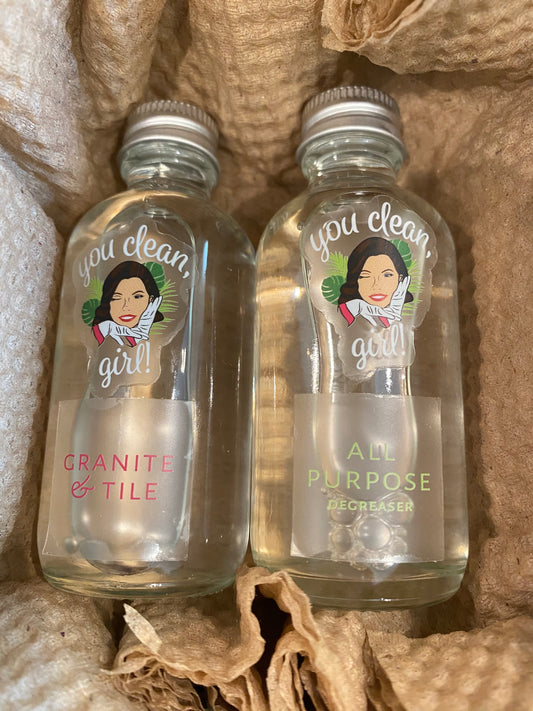 you clean,
girl!
GRANITE
& TILE
you clean,
girl!
ALL
PURPOSE
DEGREASER